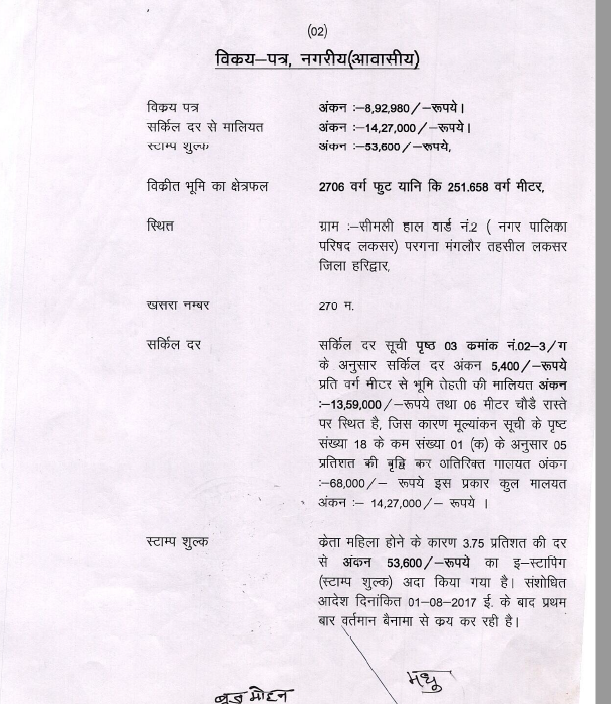 (02)
विकय–पत्र, नगरीय(आवासीय)
विकय पत्र अंकन :–8,92,980/–रूपये।
सर्किल दर से मालियत अंकन :–14,27,000/–रूपये।
स्टाम्प शुल्क अंकन :–53,600/–रूपये,
विक्रीत भूमि का क्षेत्रफल 2706 वर्ग फुट यानि कि 251.658 वर्ग मीटर,
स्थित्त ग्राम :–सीमली हाल वार्ड नं.2 ( नगर पालिका
परिषद लकसर) परगना मंगलौर तहसील लकसर
जिला हरिद्वार,
खसरा नम्बर 270 म.
सर्किल दर सर्किल दर सूची पृष्ठ 03 कमांक नं.02–3/ग
के अनुसार सर्किल दर अंकन 5,400/–रूपये
प्रति वर्ग मीटर से भूमि तेहती की मालियत अंकन
:–13,59,000/–रूपये तथा 06 मीटर चौडै रास्ते
पर स्थित है, जिस कारण मूल्यांकन सूची के पृष्ट
संख्या 18 के कम संख्या 01 (क) के अनुसार 05
प्रतिशत की बृद्वि कर अतिरिक्त मालयत अंकन
:–68,000/– रूपये इस प्रकार कुल मालयत
अंकन :– 14,27,000/– रूपये ।
स्टाम्प शुल्क केता महिला होने के कारण 3.75 प्रतिशत की दर
से अंकन 53,600/–रूपये का इ–स्टापिंग
(स्टाम्प शुल्क) अदा किया गया है। संशोधित
आदेश दिनांकित 01–08–2017 ई. के बाद प्रथम
बार वर्तमान बैनामा से कय कर रही है।
मधु
बृज मोहन